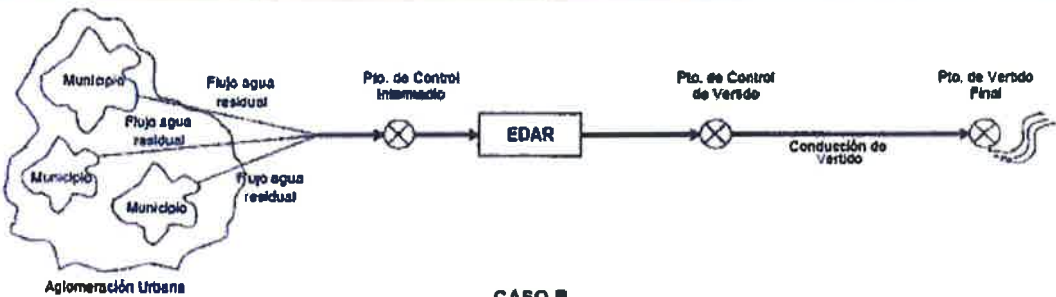 Municipio
Flujo agua
residual
Flujo agua
residual
Municipio
Flujo agua
residual
Municipio
Aglomeración Urbana
Pto. de Control
Intermedio
EDAR
Pto. de Control
de Vertido
Conducción de
Vertido
Pto. de Vertido
Final
CASO B